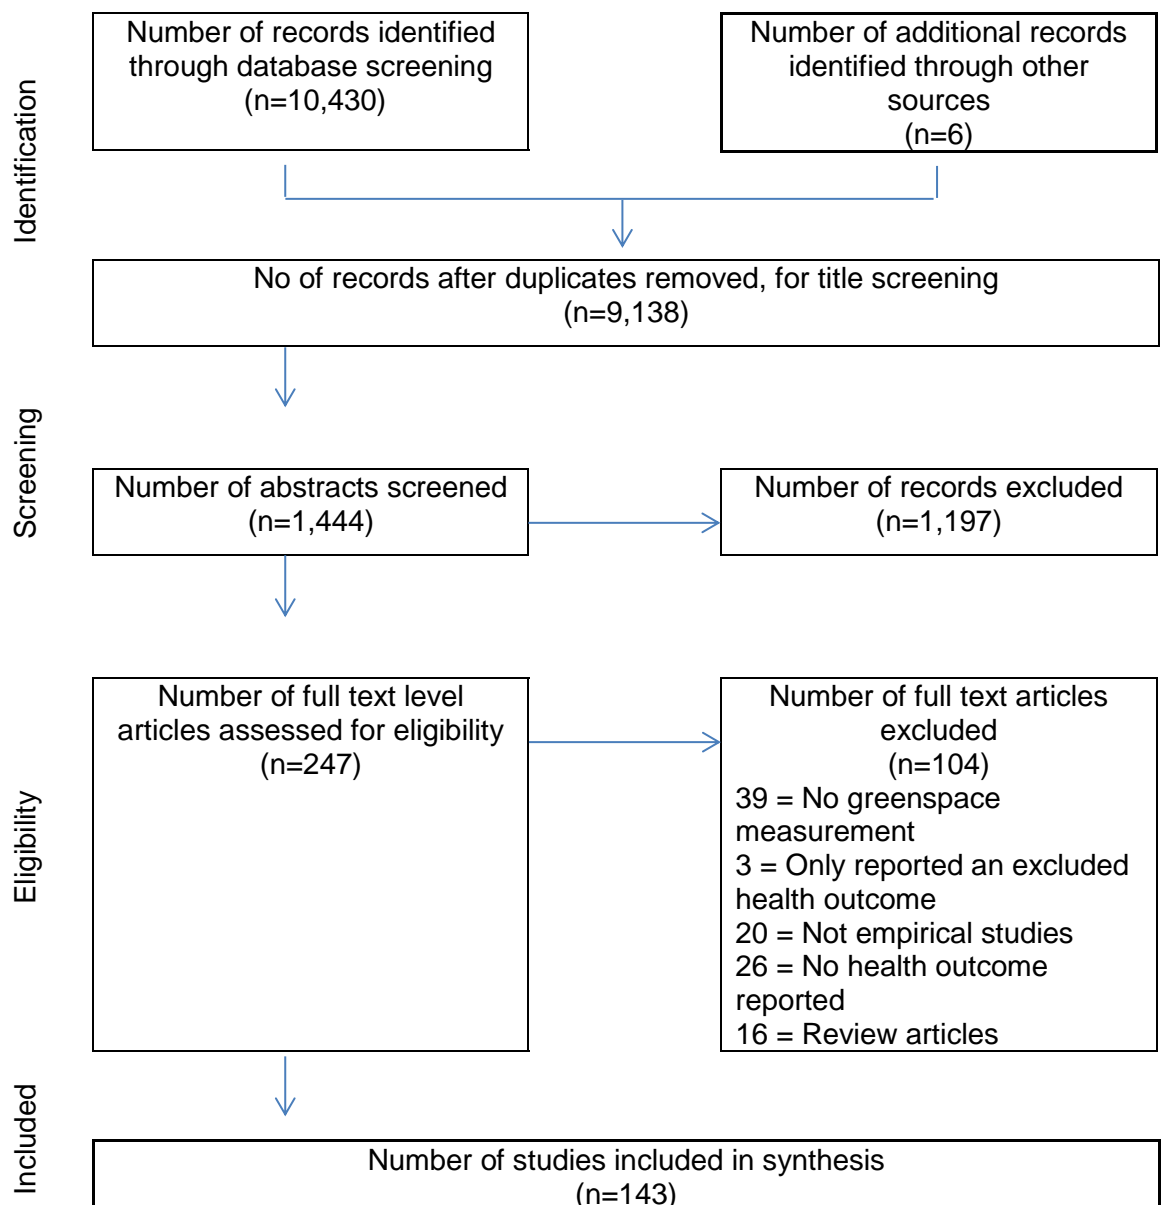 Identification
Number of records identified
through database screening
(n=10,430)
Number of additional records
identified through other
sources
(n=6)
No of records after duplicates removed, for title screening
(n=9,138)
Screening
Number of abstracts screened
(n=1,444)
Number of records excluded
(n=1,197)
Eligibility
Number of full text level
articles assessed for eligibility
(n=247)
Number of full text articles
excluded
(n=104)
39 = No greenspace
measurement
3 = Only reported an excluded
health outcome
20 = Not empirical studies
26 = No health outcome
reported
16 = Review articles
Included
Number of studies included in synthesis
(n=143)